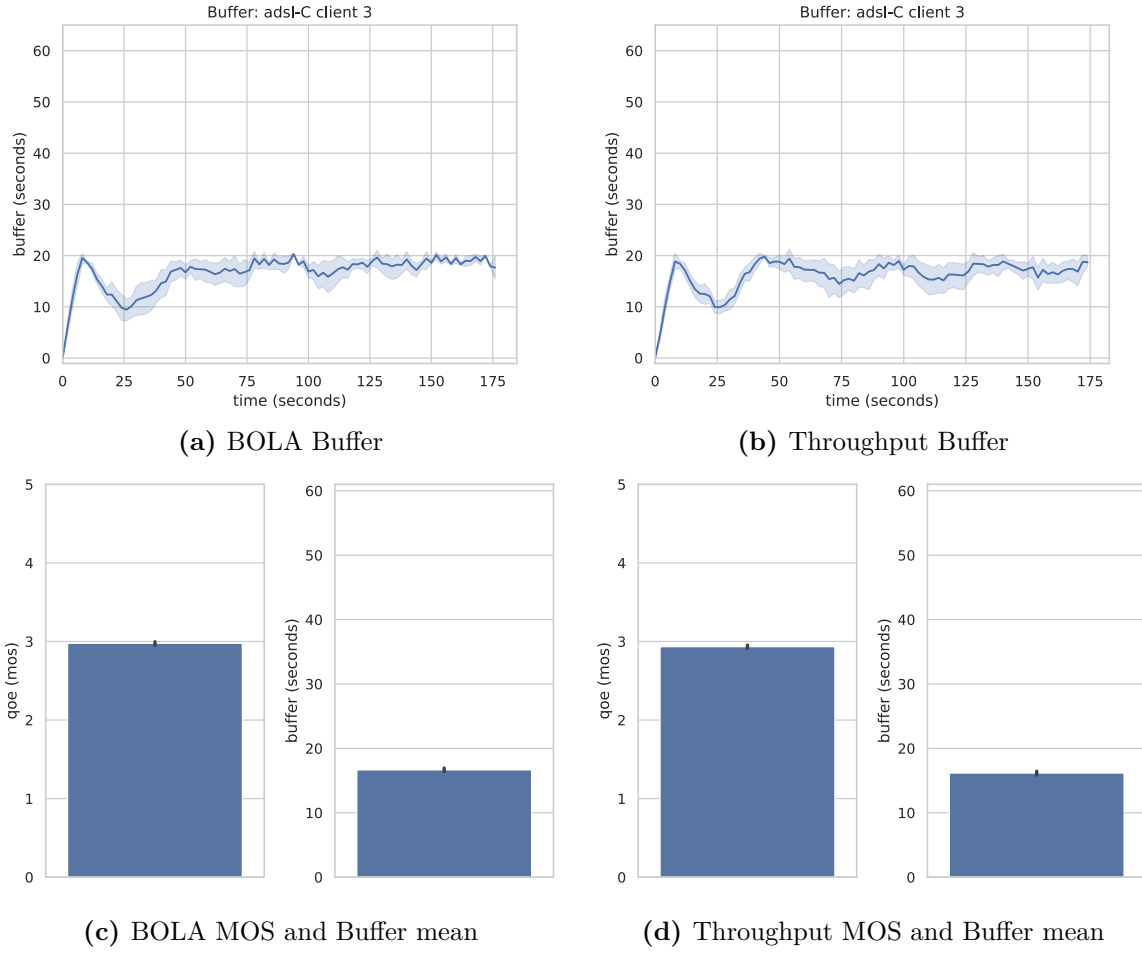 Buffer: adsl-C client 3
60
50
40
30
20
10
0
buffer (seconds)
0 25 50 75 100 125 150 175
time (seconds)
(a) BOLA Buffer
Buffer: adsl-C client 3
60
50
40
30
20
10
0
buffer (seconds)
0 25 50 75 100 125 150 175
time (seconds)
(b) Throughput Buffer
5
4
3
2
1
0
qoe (mos)
60
50
40
30
20
10
0
buffer (seconds)
(c) BOLA MOS and Buffer mean
5
4
3
2
1
0
qoe (mos)
60
50
40
30
20
10
0
buffer (seconds)
(d) Throughput MOS and Buffer mean